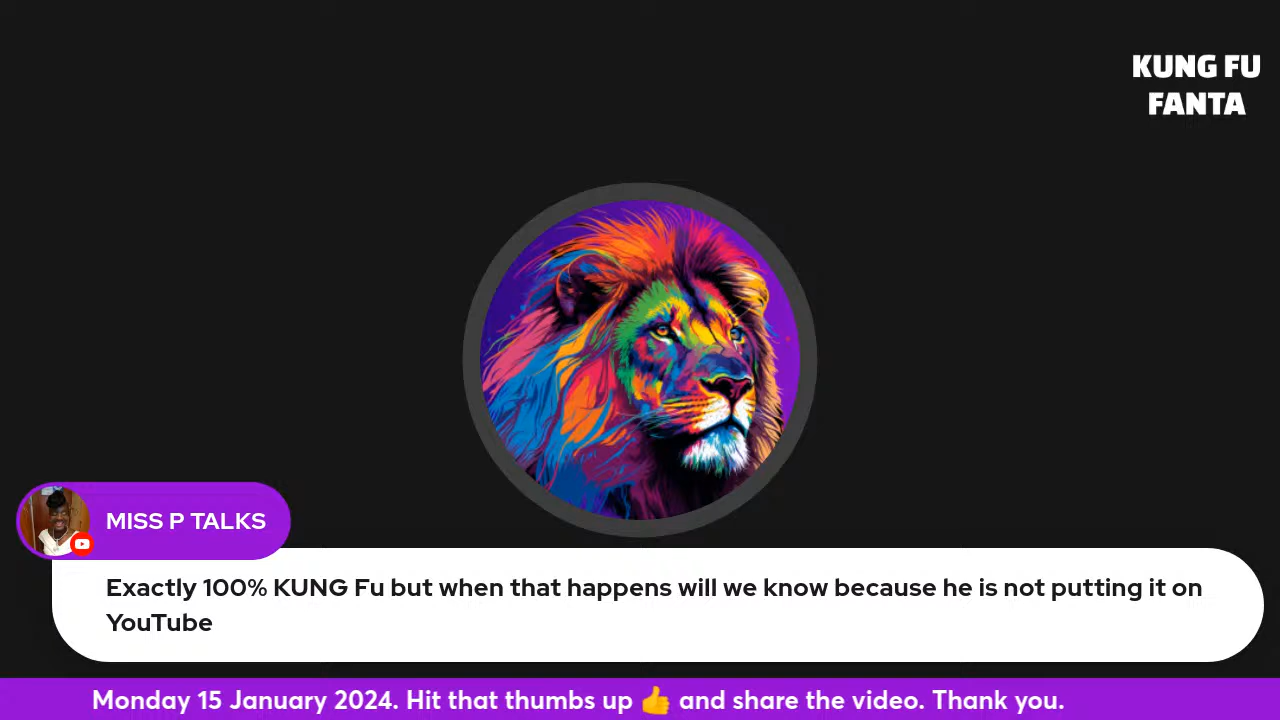 KUNG FU
FANTA
MISS P TALKS
Exactly 100% KUNG Fu but when that happens will we know because he is not putting it on
YouTube
Monday 15 January 2024. Hit that thumbs up 👍 and share the video. Thank you.